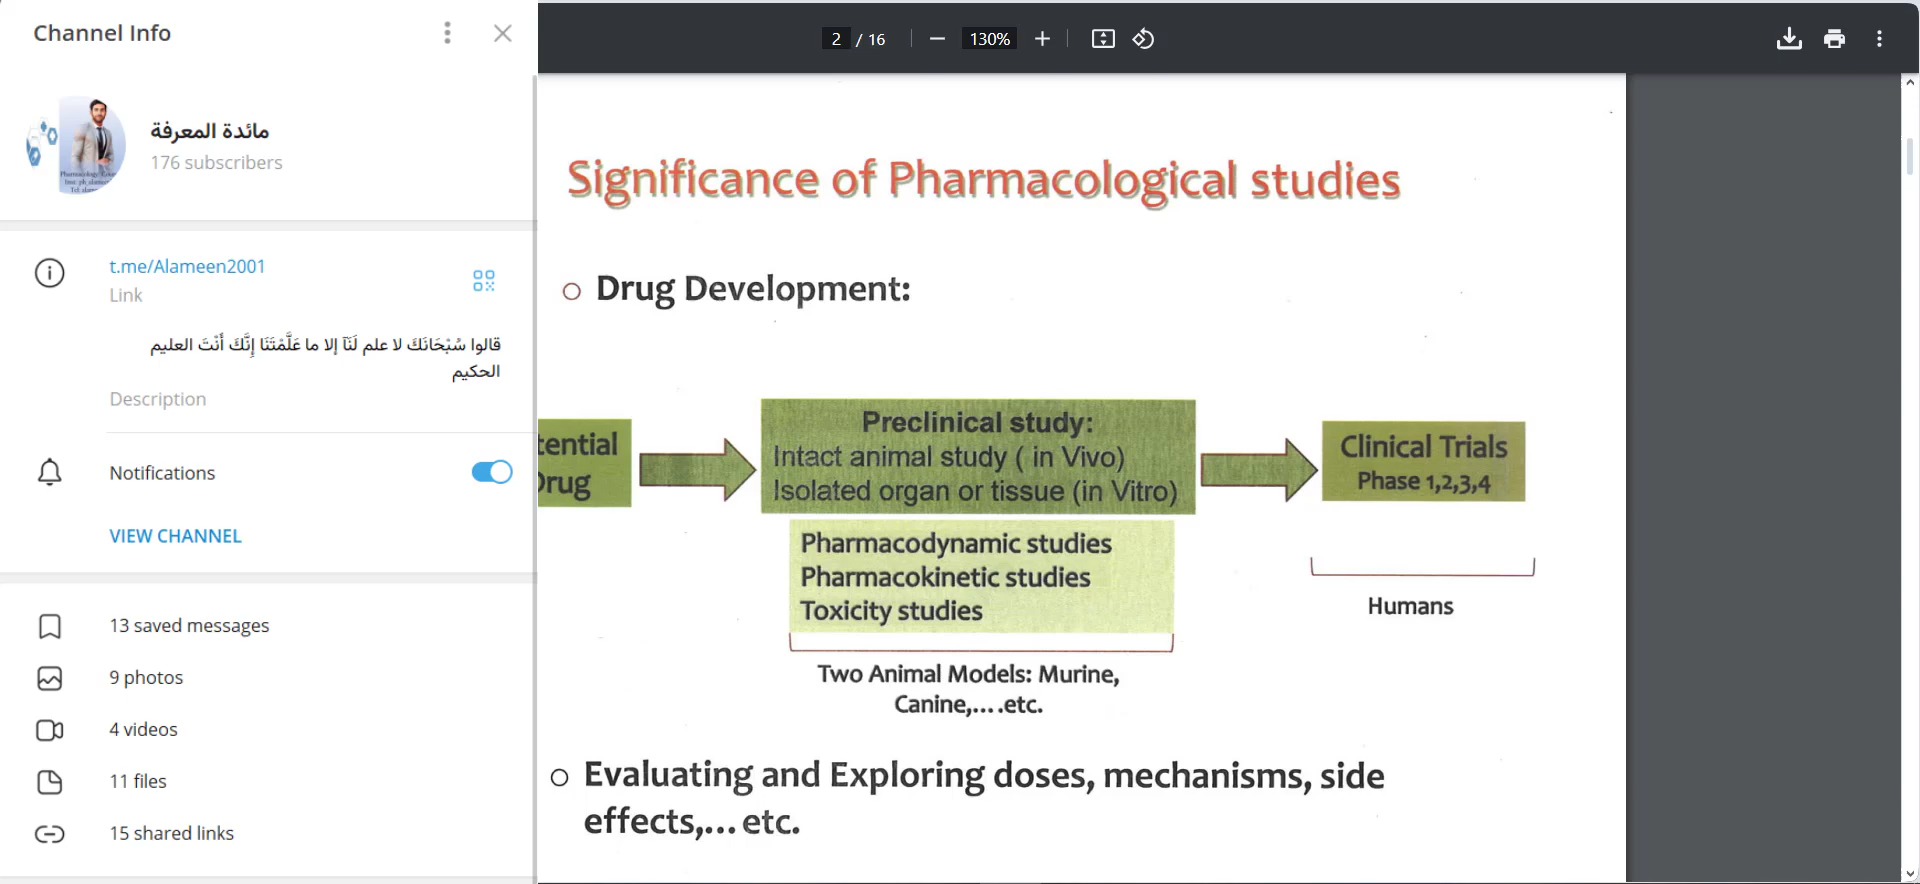 Channel Info
مائدة المعرفة
176 subscribers
t.me/Alameen2001
Link
قالوا سُبْحَانَكَ لا علم لَنَآ إلا ما عَلَّمْتَنَا إِنَّكَ أَنْتَ العليم
الحكيم
Description
Notifications
VIEW CHANNEL
13 saved messages
9 photos
4 videos
11 files
15 shared links
2 / 16
130%
Significance of Pharmacological studies
Drug Development:
tential
Drug
Preclinical study:
Intact animal study ( in Vivo)
Isolated organ or tissue (in Vitro)
Clinical Trials
Phase 1,2,3,4
Pharmacodynamic studies
Pharmacokinetic studies
Toxicity studies
Humans
Two Animal Models: Murine,
Canine,....etc.
Evaluating and Exploring doses, mechanisms, side
effects,... etc.